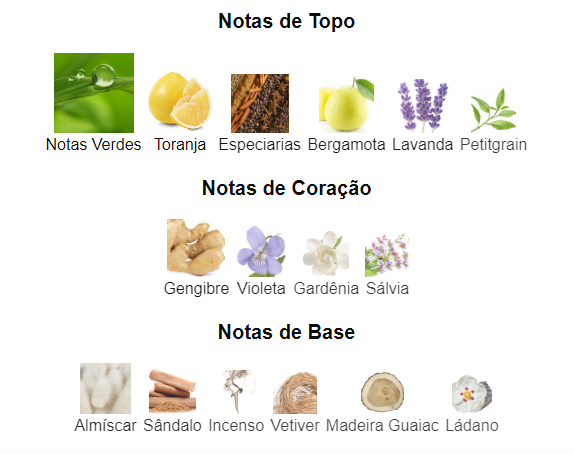 Notas de Topo
Notas Verdes Toranja Especiarias Bergamota Lavanda Petitgrain
Notas de Coração
Gengibre Violeta Gardênia Sálvia
Notas de Base
Almíscar Sândalo Incenso Vetiver Madeira Guaiac Ládano